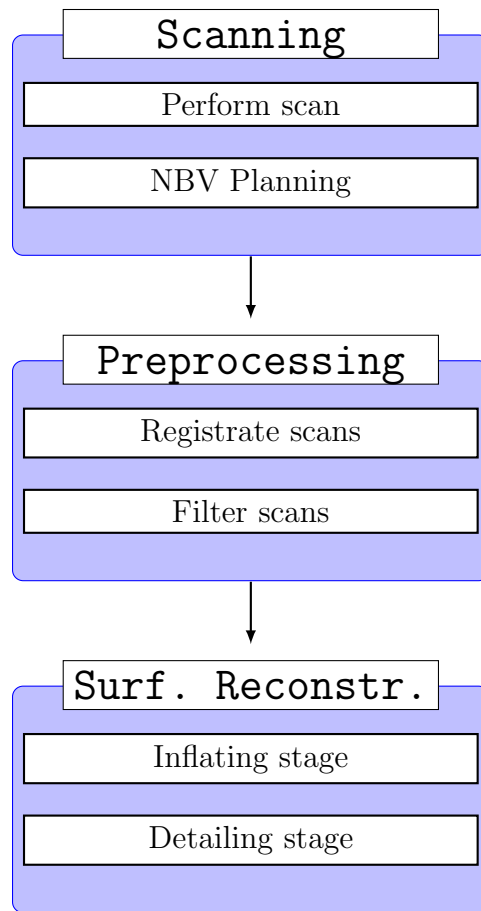 Scanning
Perform scan
NBV Planning
Preprocessing
Registrate scans
Filter scans
Surf. Reconstr.
Inflating stage
Detailing stage